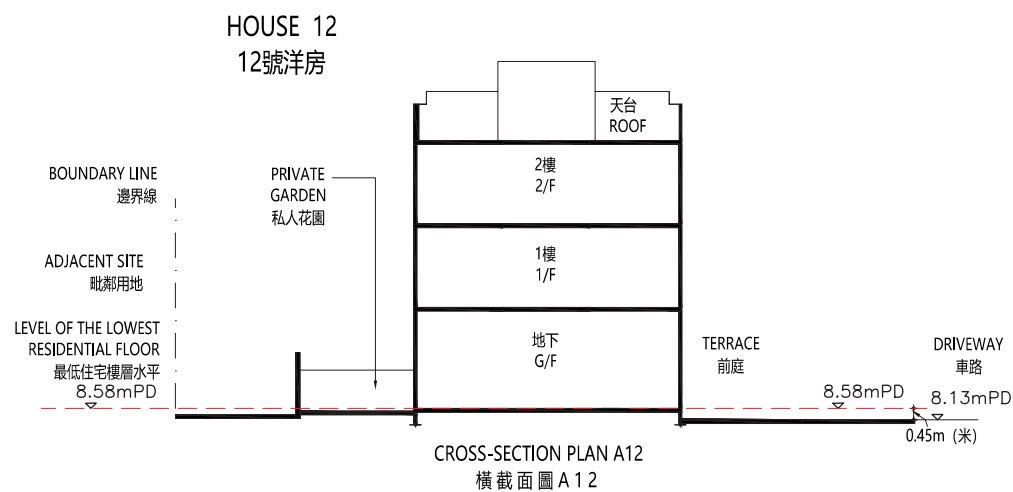 HOUSE 12
12號洋房
天台
ROOF
2樓
2/F
BOUNDARY LINE
邊界線
PRIVATE
GARDEN
私人花園
1樓
1/F
ADJACENT SITE
毗鄰用地
LEVEL OF THE LOWEST
RESIDENTIAL FLOOR
最低住宅樓層水平
8.58mPD
地下
G/F
TERRACE
前庭
8.58mPD
DRIVEWAY
車路
8.13mPD
0.45m (米)
CROSS-SECTION PLAN A12
橫截面圖A12